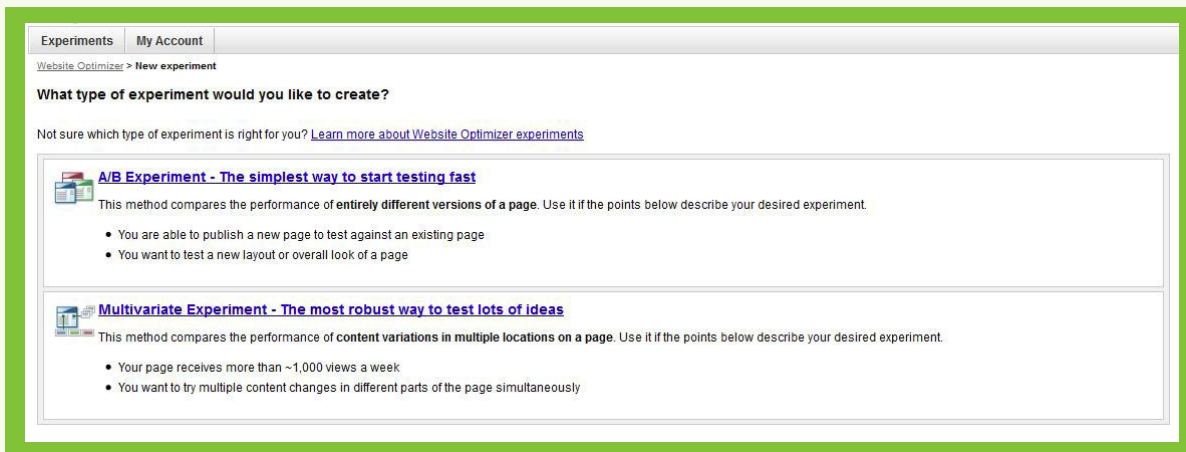 Experiments My Account
Website Optimizer > New experiment
What type of experiment would you like to create?
Not sure which type of experiment is right for you? Learn more about Website Optimizer experiments
A/B Experiment - The simplest way to start testing fast
This method compares the performance of entirely different versions of a page. Use it if the points below describe your desired experiment.
• You are able to publish a new page to test against an existing page
• You want to test a new layout or overall look of a page
Multivariate Experiment - The most robust way to test lots of ideas
This method compares the performance of content variations in multiple locations on a page. Use it if the points below describe your desired experiment.
• Your page receives more than ~1,000 views a week
• You want to try multiple content changes in different parts of the page simultaneously